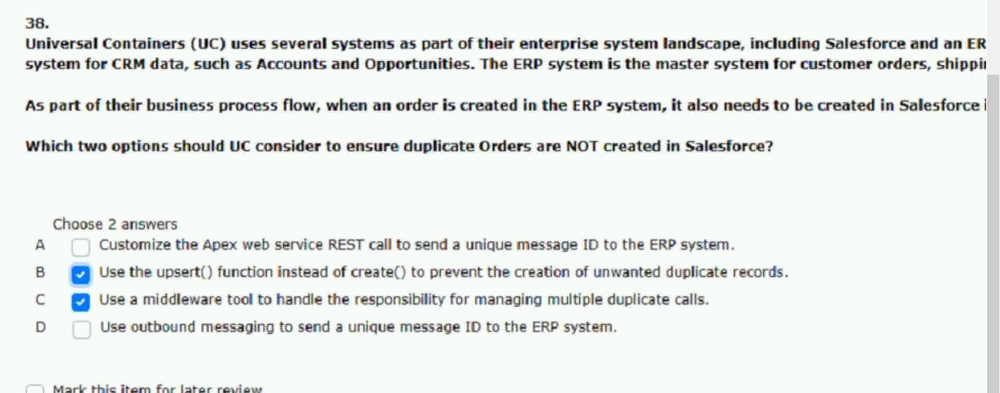 38.
Universal Containers (UC) uses several systems as part of their enterprise system landscape, including Salesforce and an ER
system for CRM data, such as Accounts and Opportunities. The ERP system is the master system for customer orders, shippin
As part of their business process flow, when an order is created in the ERP system, it also needs to be created in Salesforce i
Which two options should UC consider to ensure duplicate Orders are NOT created in Salesforce?
Choose 2 answers
A Customize the Apex web service REST call to send a unique message ID to the ERP system.
B Use the upsert() function instead of create() to prevent the creation of unwanted duplicate records.
C Use a middleware tool to handle the responsibility for managing multiple duplicate calls.
D Use outbound messaging to send a unique message ID to the ERP system.
Mark this item for later review